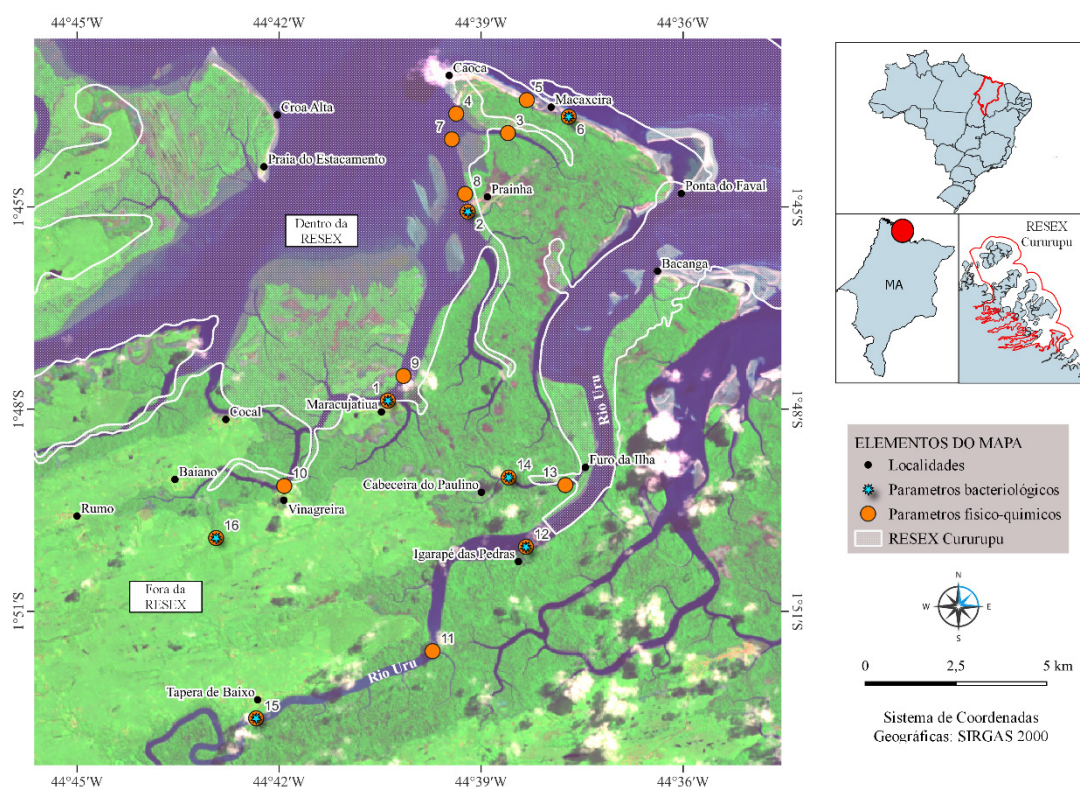 44°45'W
44°42'W
44°39'W
44°36'W
Caoca
5
Macaxeira
4
3
6
Croa Alta
7
Praia do Estacamento
8
Prainha
Ponta do Faval
1°45'S
1°45'S
2
Dentro da
RESEX
Bacanga
9
1
Rio Uru
Maracujatiua
1°48'S
1°48'S
Cocal
Furo da Ilha
14
13
Baiano
10
Cabeceira do Paulino
Vinagreira
Rumo
16
12
Igarapé das Pedras
Fora da
RESEX
1°51'S
1°51'S
11
Rio Uru
Tapera de Baixo
15
44°45'W
44°42'W
44°39'W
44°36'W
MA
RESEX
Cururupu
ELEMENTOS DO MAPA
Localidades
Parametros bacteriológicos
Parametros fisico-quimicos
RESEX Cururupu
N
W
E
S
0 2,5 5 km
Sistema de Coordenadas
Geográficas: SIRGAS 2000